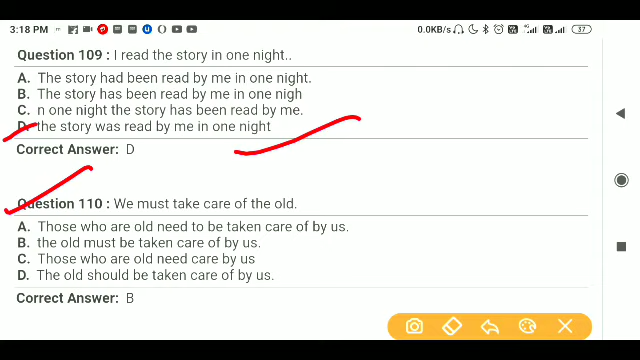 3:18 PM 0.0KB/s 37
Question 109 : I read the story in one night..
A. The story had been read by me in one night.
B. The story has been read by me in one nigh
C. n one night the story has been read by me.
D. the story was read by me in one night
Correct Answer: D
Question 110 : We must take care of the old.
A. Those who are old need to be taken care of by us.
B. the old must be taken care of by us.
C. Those who are old need care by us
D. The old should be taken care of by us.
Correct Answer: B